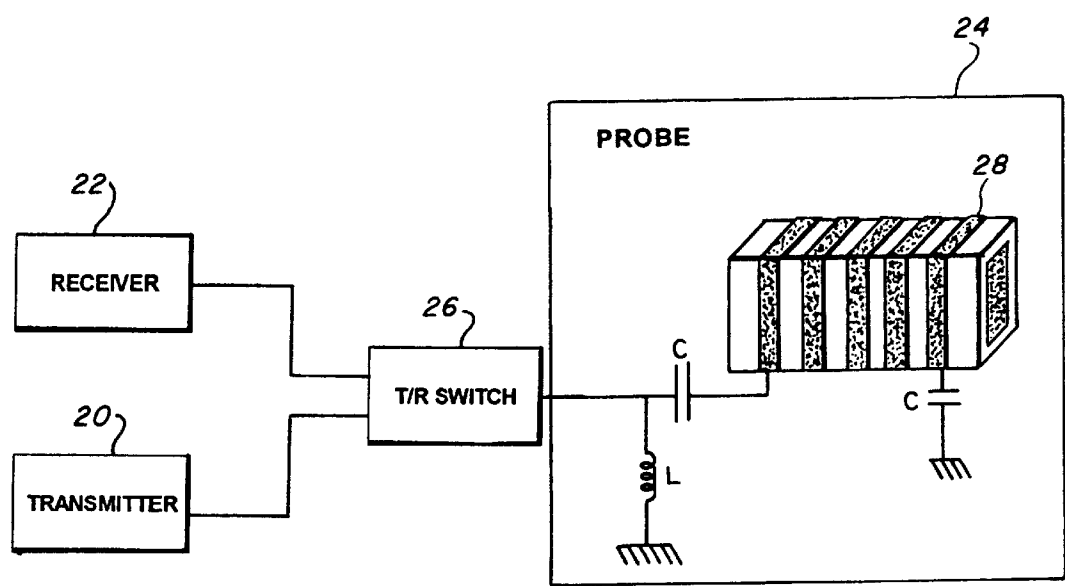 24
PROBE
28
22
RECEIVER
26
T/R SWITCH
C
C
L
20
TRANSMITTER